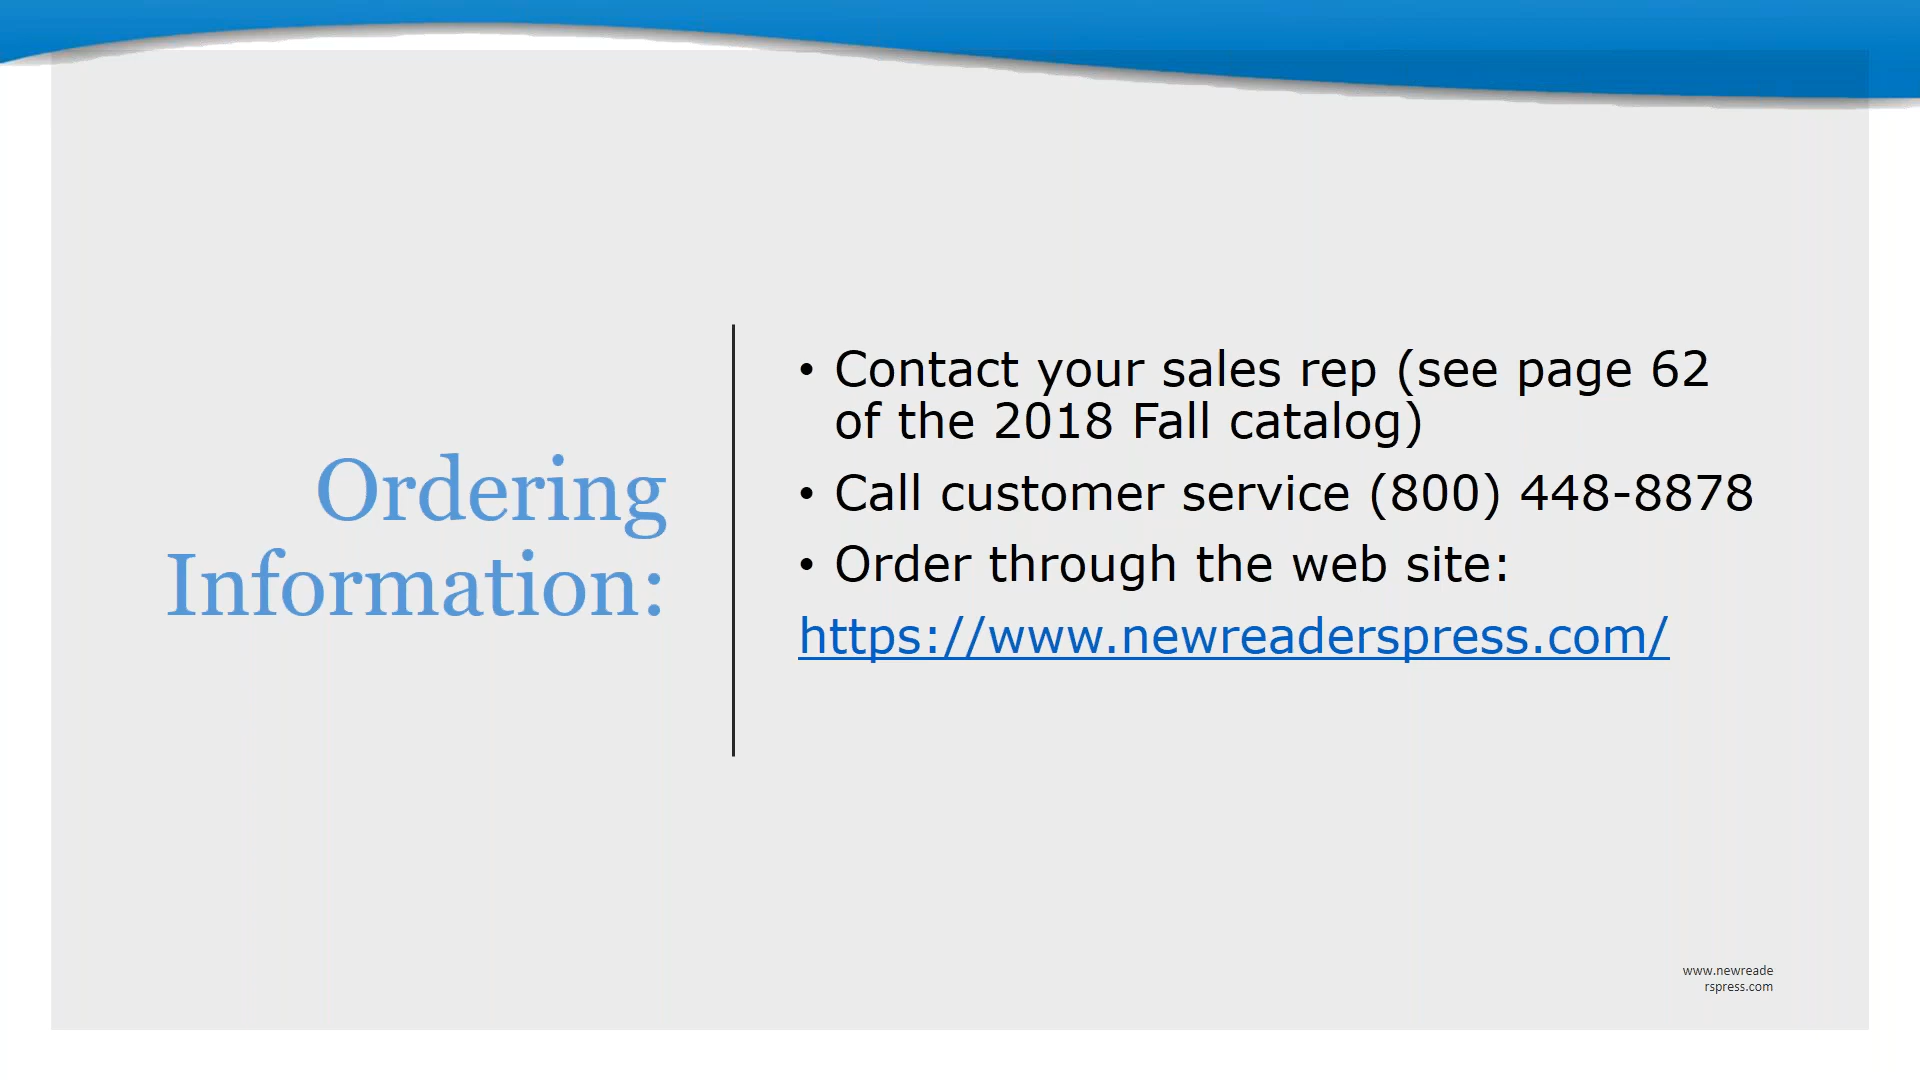 Ordering
Information:
• Contact your sales rep (see page 62
of the 2018 Fall catalog)
• Call customer service (800) 448-8878
• Order through the web site:
https://www.newreaderspress.com/
www.newreade
rspress.com